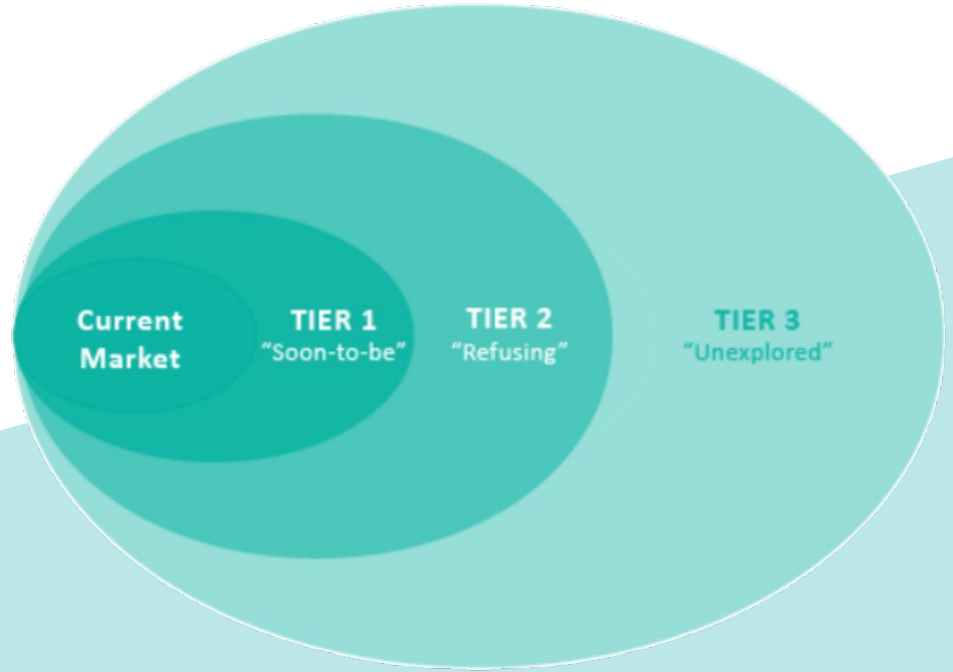 Current
Market
TIER 1
“Soon-to-be”
TIER 2
“Refusing”
TIER 3
“Unexplored”